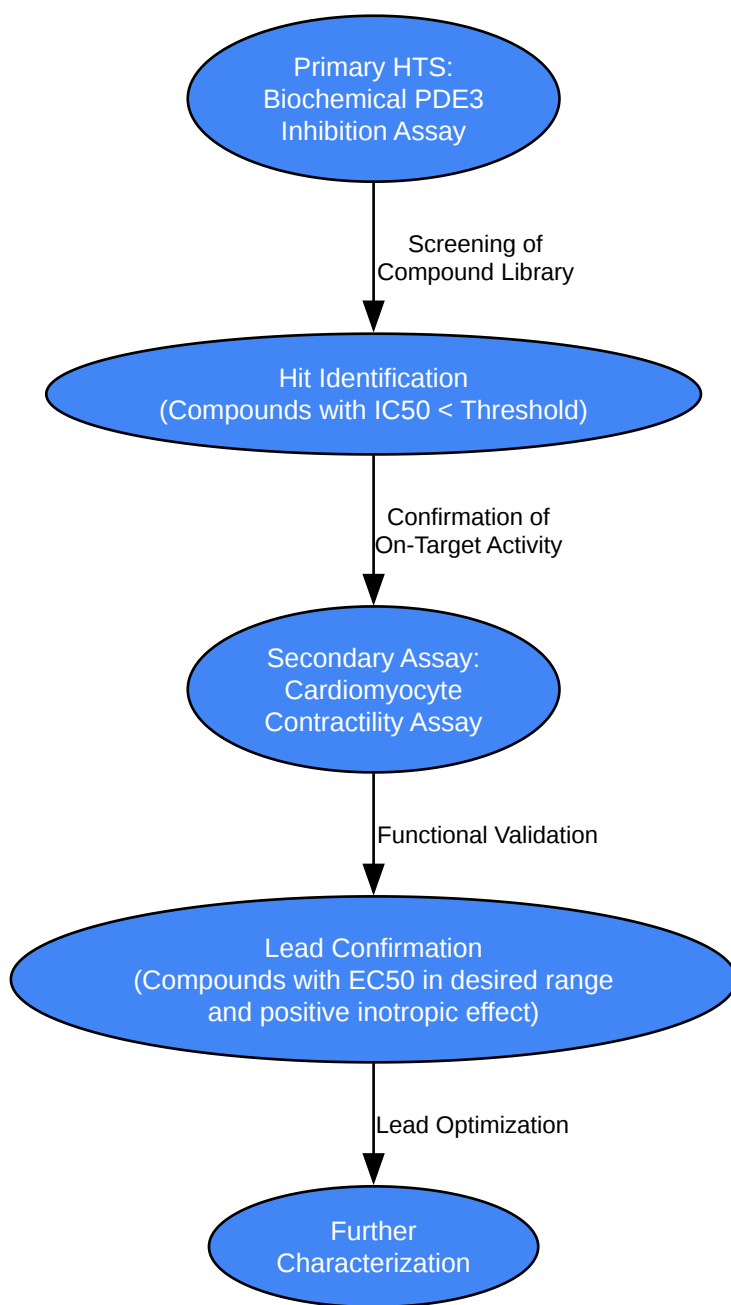 Primary HTS:
Biochemical PDE3
Inhibition Assay
Screening of
Compound Library
Hit Identification
(Compounds with IC50 < Threshold)
Confirmation of
On-Target Activity
Secondary Assay:
Cardiomyocyte
Contractility Assay
Functional Validation
Lead Confirmation
(Compounds with EC50 in desired range
and positive inotropic effect)
Lead Optimization
Further
Characterization